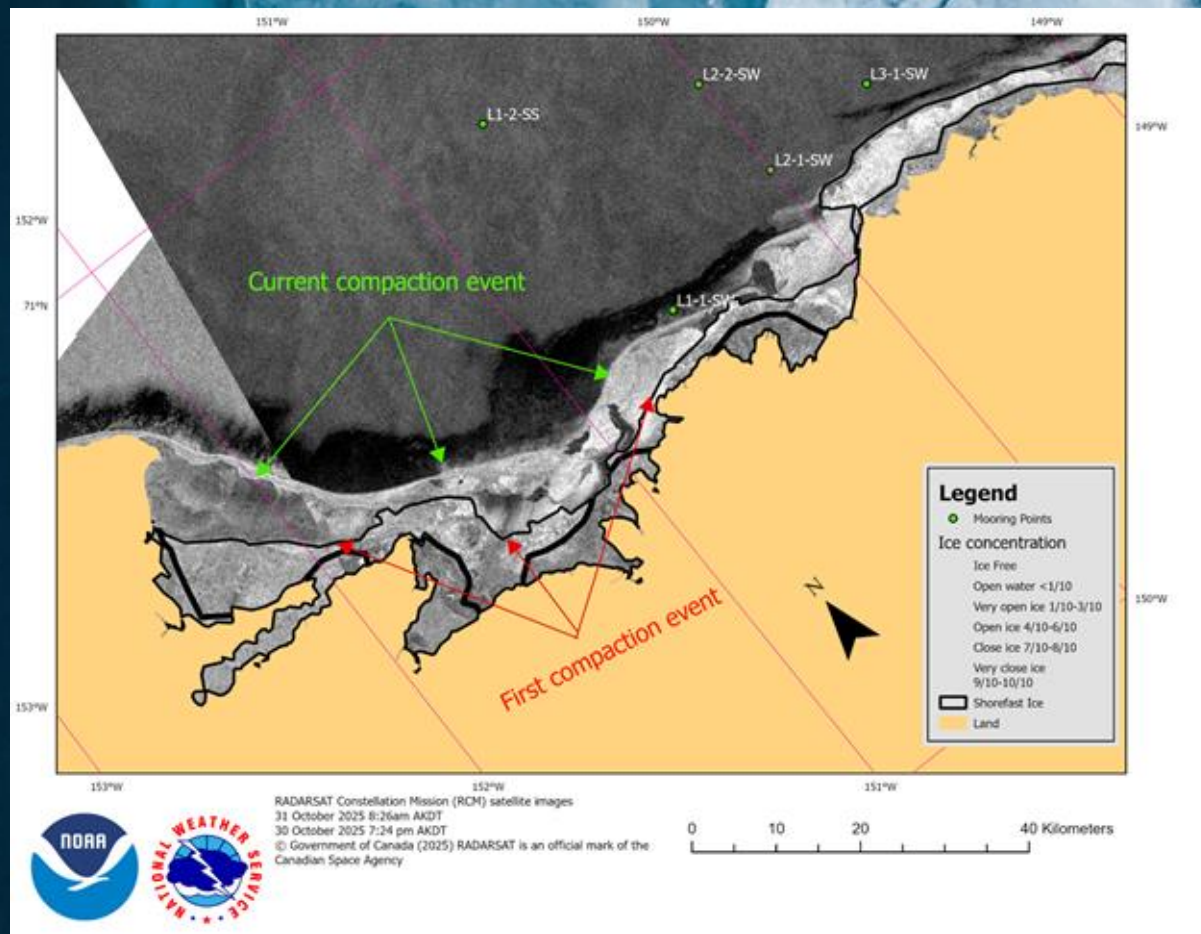 151°W
150°W
149°W
L2-2-SW
L3-1-SW
L1-2-SS
149°W
L2-1-SW
152°W
Current compaction event
71°N
L1-1-SW
Legend
Mooring Points
Ice concentration
Ice Free
Open water <1/10
Very open ice 1/10-3/10
Open ice 4/10-6/10
Close ice 7/10-8/10
Very close ice
9/10-10/10
Shorefast Ice
Land
N
150°W
First compaction event
153°W
153°W
152°W
151°W
RADARSAT Constellation Mission (RCM) satellite images
31 October 2025 8:26am AKDT
30 October 2025 7:24 pm AKDT
© Government of Canada (2025) RADARSAT is an official mark of the
Canadian Space Agency
0 10 20 40 Kilometers
NOAA
NATIONAL WEATHER SERVICE